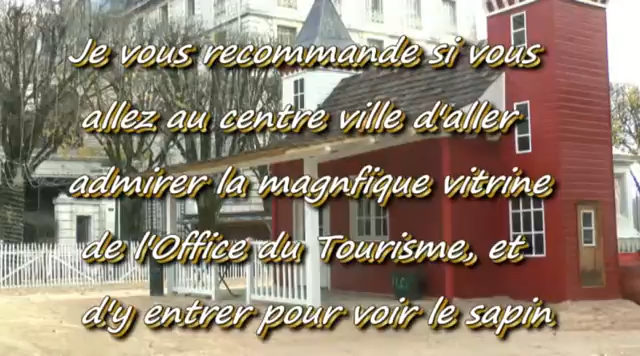 Je vous recommande si vous
allez au centre ville d'aller
admirer la magnfique vitrine
de l'Office du Tourisme, et
d'y entrer pour voir le sapin